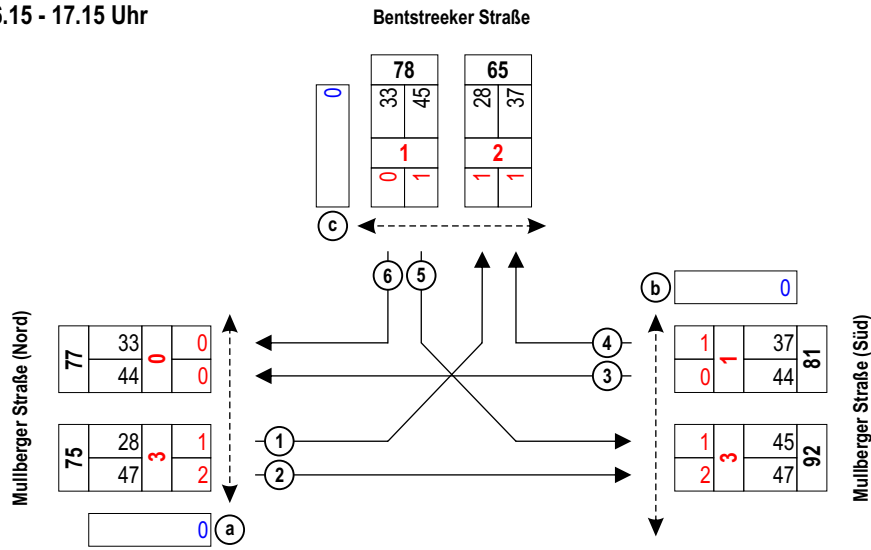 6.15 - 17.15 Uhr
Bentstreeker Straße
78 65
0 33 45 28 37
1 2
0 1 1 1
c
6 5
b 0
Mullberger Straße (Nord)
77 33 0 0
44 0
4
3
1 1 37 81
0 44
Mullberger Straße (Süd)
75 28 3 1
47 2
1
2
1 3 45 92
2 47
0 a